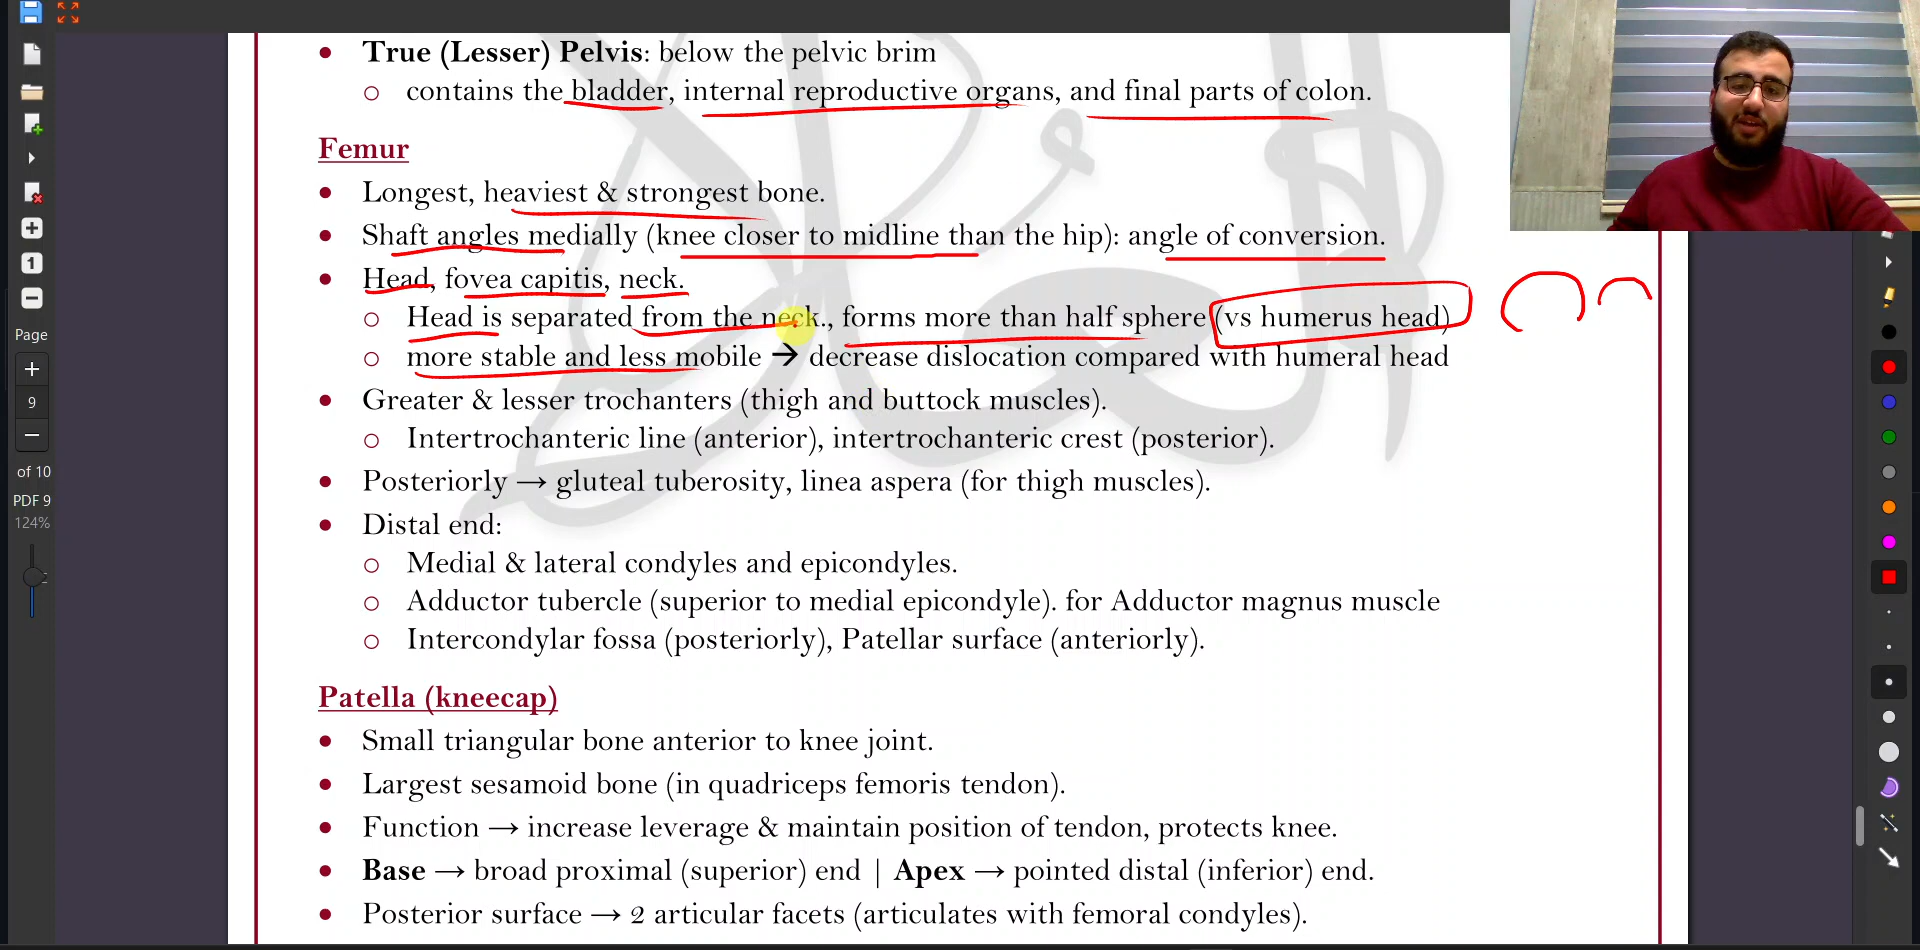 • True (Lesser) Pelvis: below the pelvic brim
o contains the bladder, internal reproductive organs, and final parts of colon.
Femur
• Longest, heaviest & strongest bone.
• Shaft angles medially (knee closer to midline than the hip): angle of conversion.
• Head, fovea capitis, neck.
o Head is separated from the neck., forms more than half sphere (vs humerus head)
o more stable and less mobile → decrease dislocation compared with humeral head
• Greater & lesser trochanters (thigh and buttock muscles).
o Intertrochanteric line (anterior), intertrochanteric crest (posterior).
• Posteriorly → gluteal tuberosity, linea aspera (for thigh muscles).
• Distal end:
o Medial & lateral condyles and epicondyles.
o Adductor tubercle (superior to medial epicondyle). for Adductor magnus muscle
o Intercondylar fossa (posteriorly), Patellar surface (anteriorly).
Patella (kneecap)
• Small triangular bone anterior to knee joint.
• Largest sesamoid bone (in quadriceps femoris tendon).
• Function → increase leverage & maintain position of tendon, protects knee.
• Base → broad proximal (superior) end | Apex → pointed distal (inferior) end.
• Posterior surface → 2 articular facets (articulates with femoral condyles).
1
Page
9
of 10
PDF 9
124%